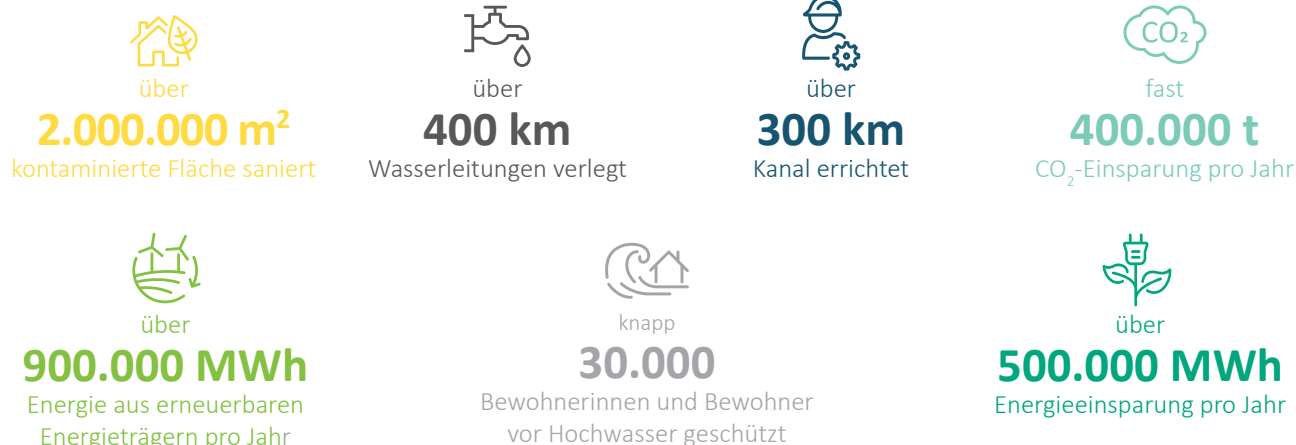 über
2.000.000 m²
kontaminierte Fläche saniert
über
400 km
Wasserleitungen verlegt
über
300 km
Kanal errichtet
CO₂
fast
400.000 t
CO₂-Einsparung pro Jahr
über
900.000 MWh
Energie aus erneuerbaren
Energieträgern pro Jahr
knapp
30.000
Bewohnerinnen und Bewohner
vor Hochwasser geschützt
über
500.000 MWh
Energieeinsparung pro Jahr